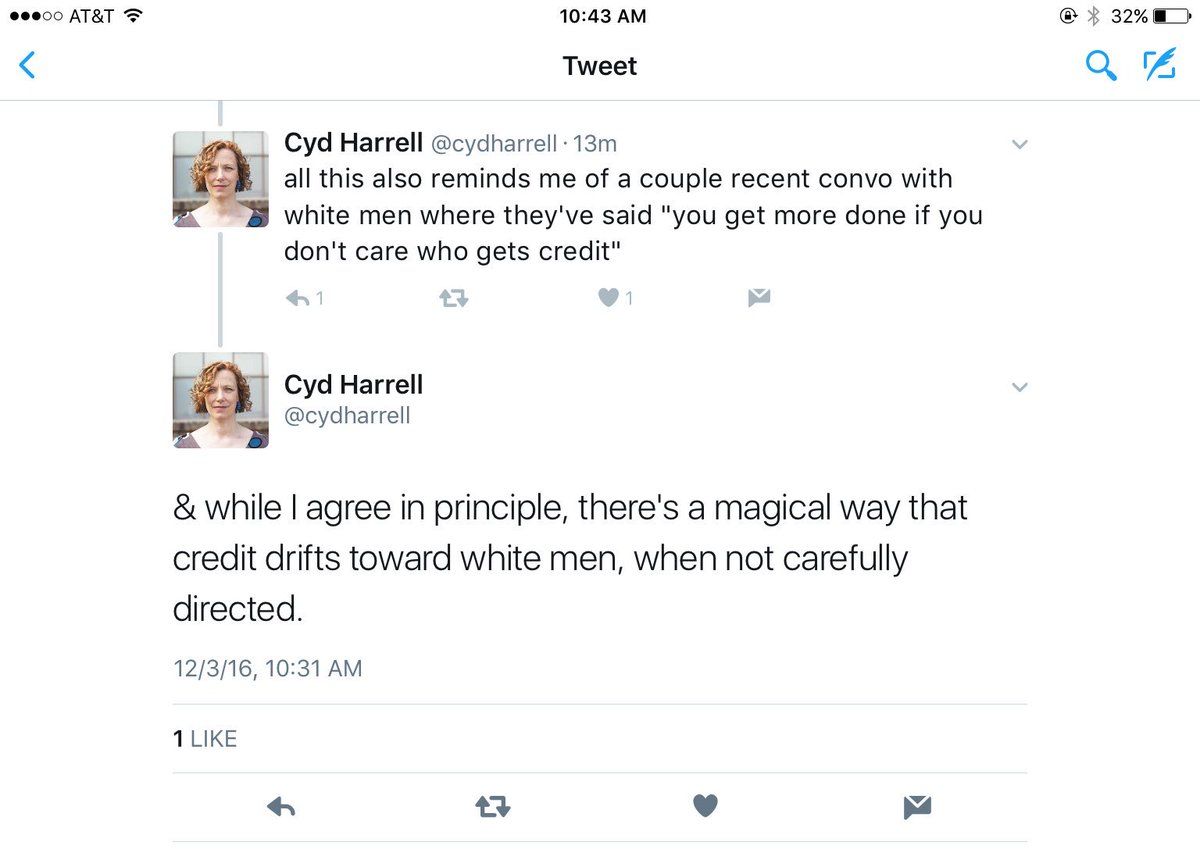 AT&T 10:43 AM 32%
Tweet
Cyd Harrell @cydharrell · 13m
all this also reminds me of a couple recent convo with
white men where they've said "you get more done if you
don't care who gets credit"
1 1
Cyd Harrell
@cydharrell
& while I agree in principle, there's a magical way that
credit drifts toward white men, when not carefully
directed.
12/3/16, 10:31 AM
1 LIKE